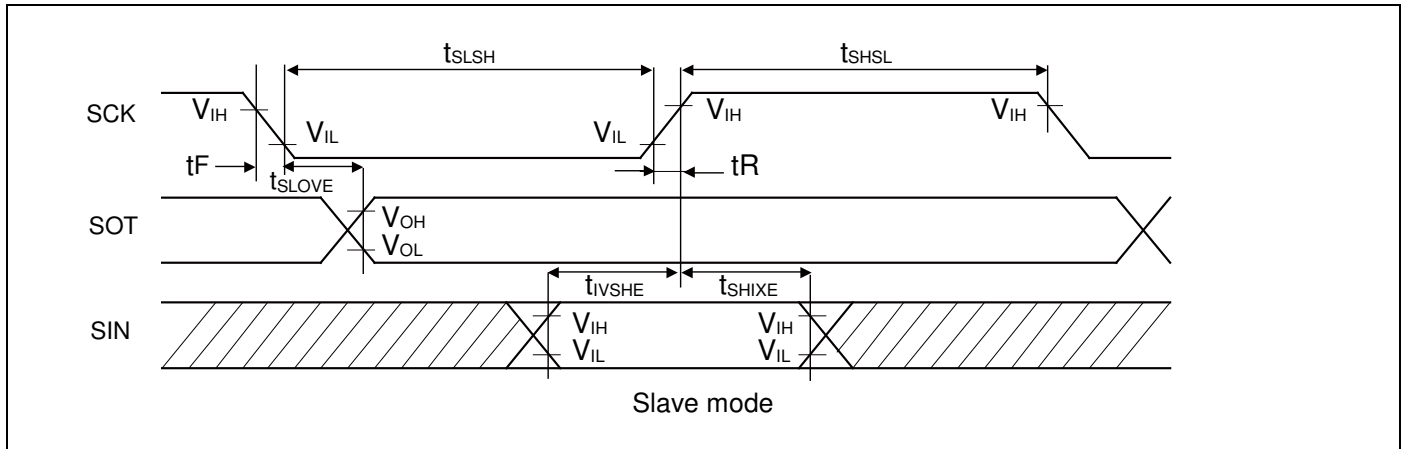 tSLSH
tSHSL
SCK
VIH
VIL
VIL
VIH
VIH
tF
tSLOVE
tR
SOT
VOH
VOL
tIVSHE
tSHIXE
SIN
VIH
VIL
VIH
VIL
Slave mode